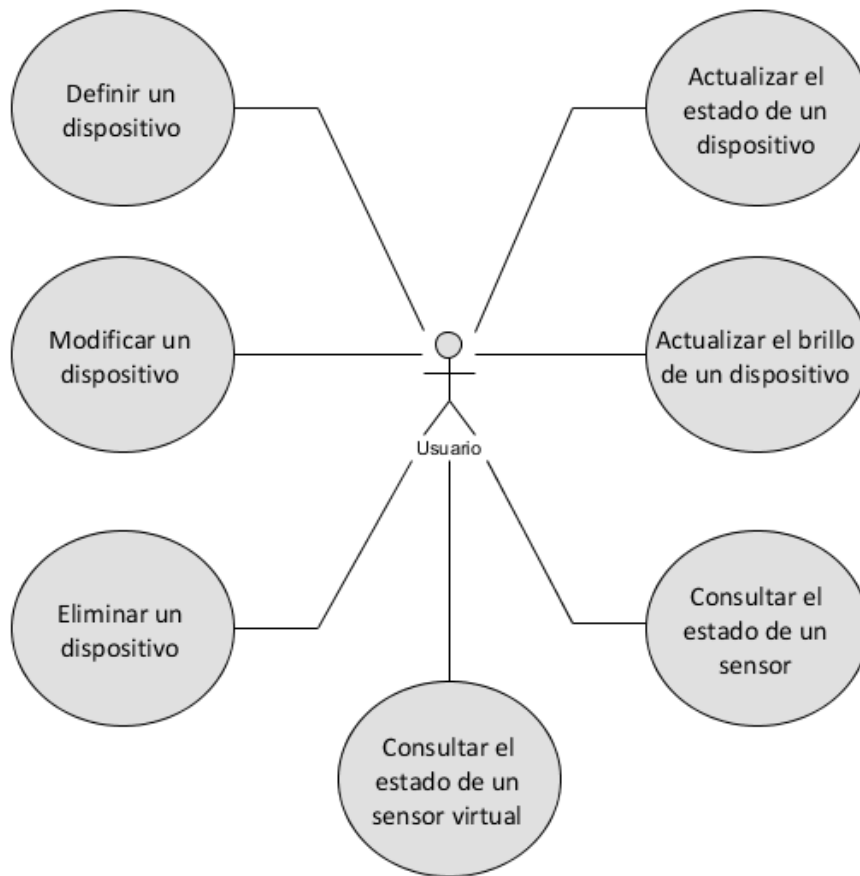 Definir un
dispositivo
Actualizar el
estado de un
dispositivo
Modificar un
dispositivo
Actualizar el brillo
de un dispositivo
Usuario
Eliminar un
dispositivo
Consultar el
estado de un
sensor
Consultar el
estado de un
sensor virtual